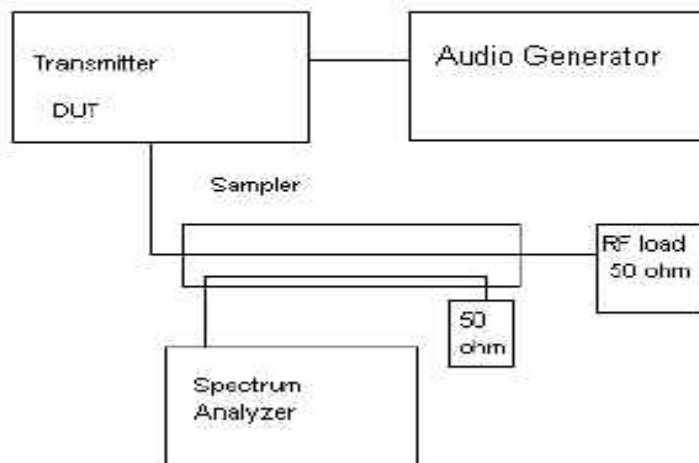 Transmitter
DUT
Audio Generator
Sampler
RF load
50 ohm
50
ohm
Spectrum
Analyzer